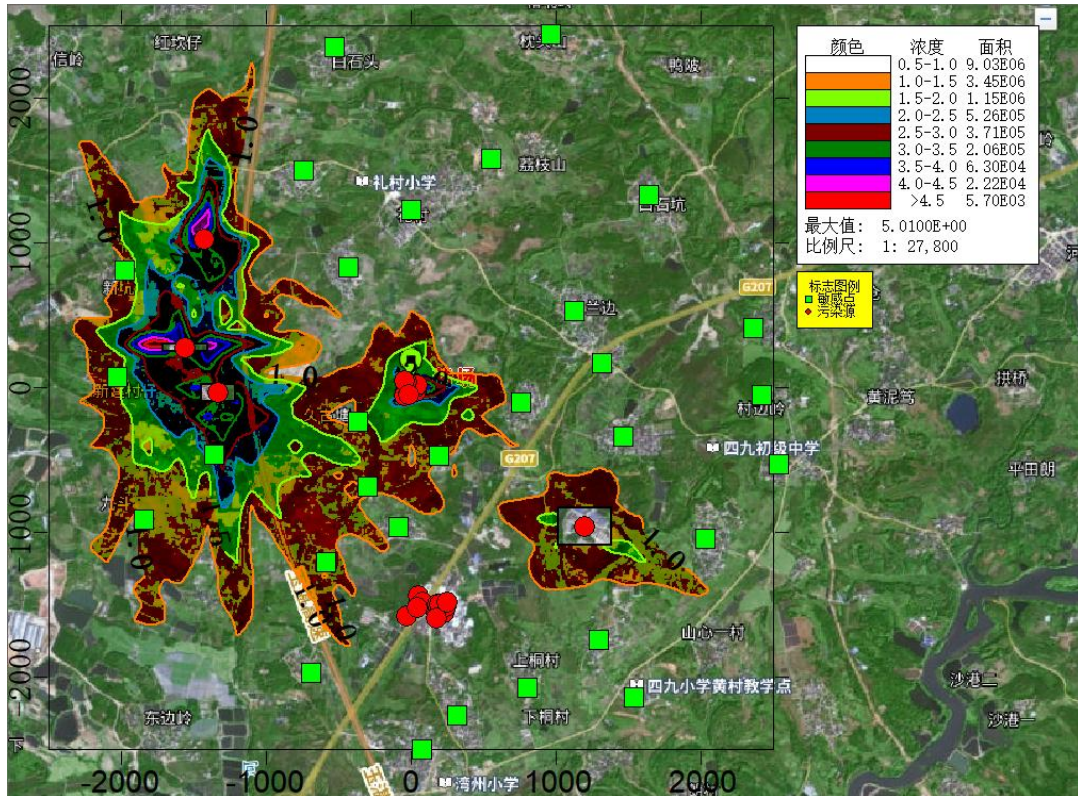 颜色 浓度 面积
0.5-1.0 9.03E06
1.0-1.5 3.45E06
1.5-2.0 1.15E06
2.0-2.5 5.26E05
2.5-3.0 3.71E05
3.0-3.5 2.06E05
3.5-4.0 6.30E04
4.0-4.5 2.22E04
>4.5 5.70E03
最大值: 5.0100E+00
比例尺: 1: 27,800
标志图例
敏感点
污染源
红坎仔
信岭
白石头
枕头山
鸭陂
荔枝山
礼村小学
白石坑
兰边
G207
拱桥
黄泥笃
村边岭
四九初级中学
平田朗
G207
山心一村
上桐村
四九小学黄村教学点
沙港二
沙港一
东边岭
下桐村
湾州小学
1.0
1.0
1.0
1.0
1.0
1.0
1.0
2000
1000
0
-1000
-2000
-2000
-1000
0
1000
2000